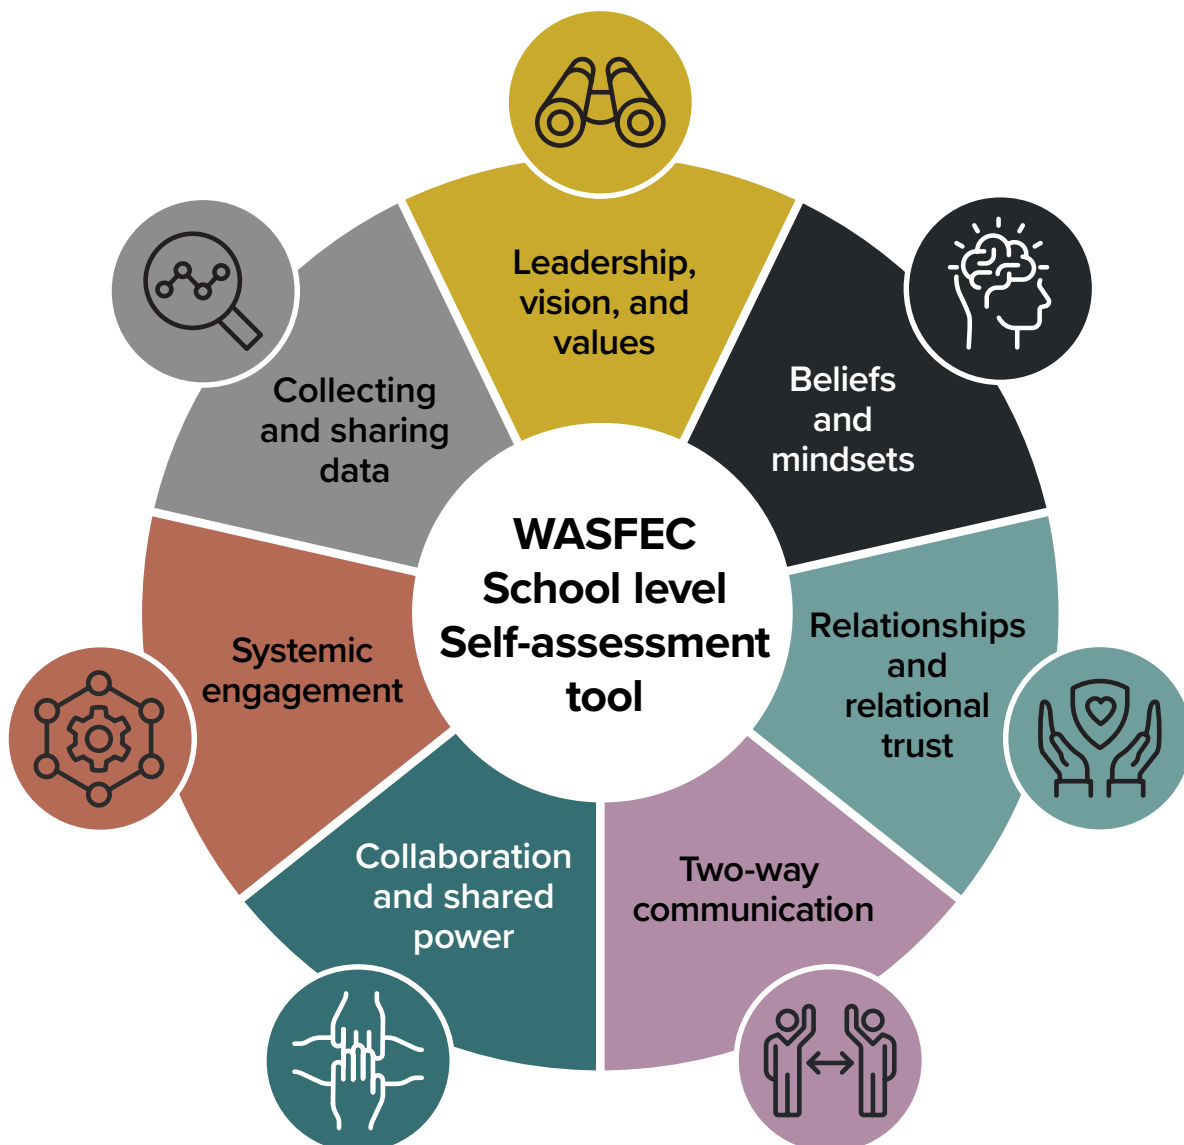 Leadership,
vision, and
values
Beliefs
and
mindsets
Relationships
and
relational
trust
Two-way
communication
Collaboration
and shared
power
Systemic
engagement
Collecting
and sharing
data
WASFEC
School level
Self-assessment
tool